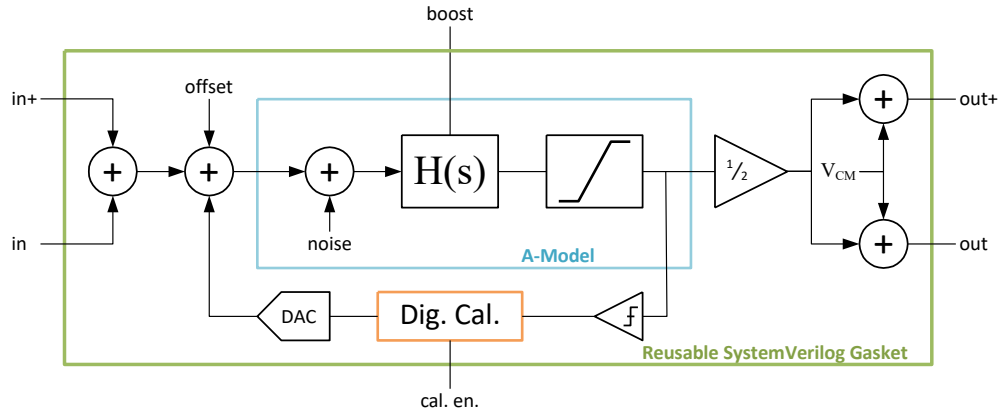 boost
in+
offset
out+
+
+
+
+
H(s)
½
V_CM
in
noise
+
out
A-Model
DAC
Dig. Cal.
Reusable SystemVerilog Gasket
cal. en.